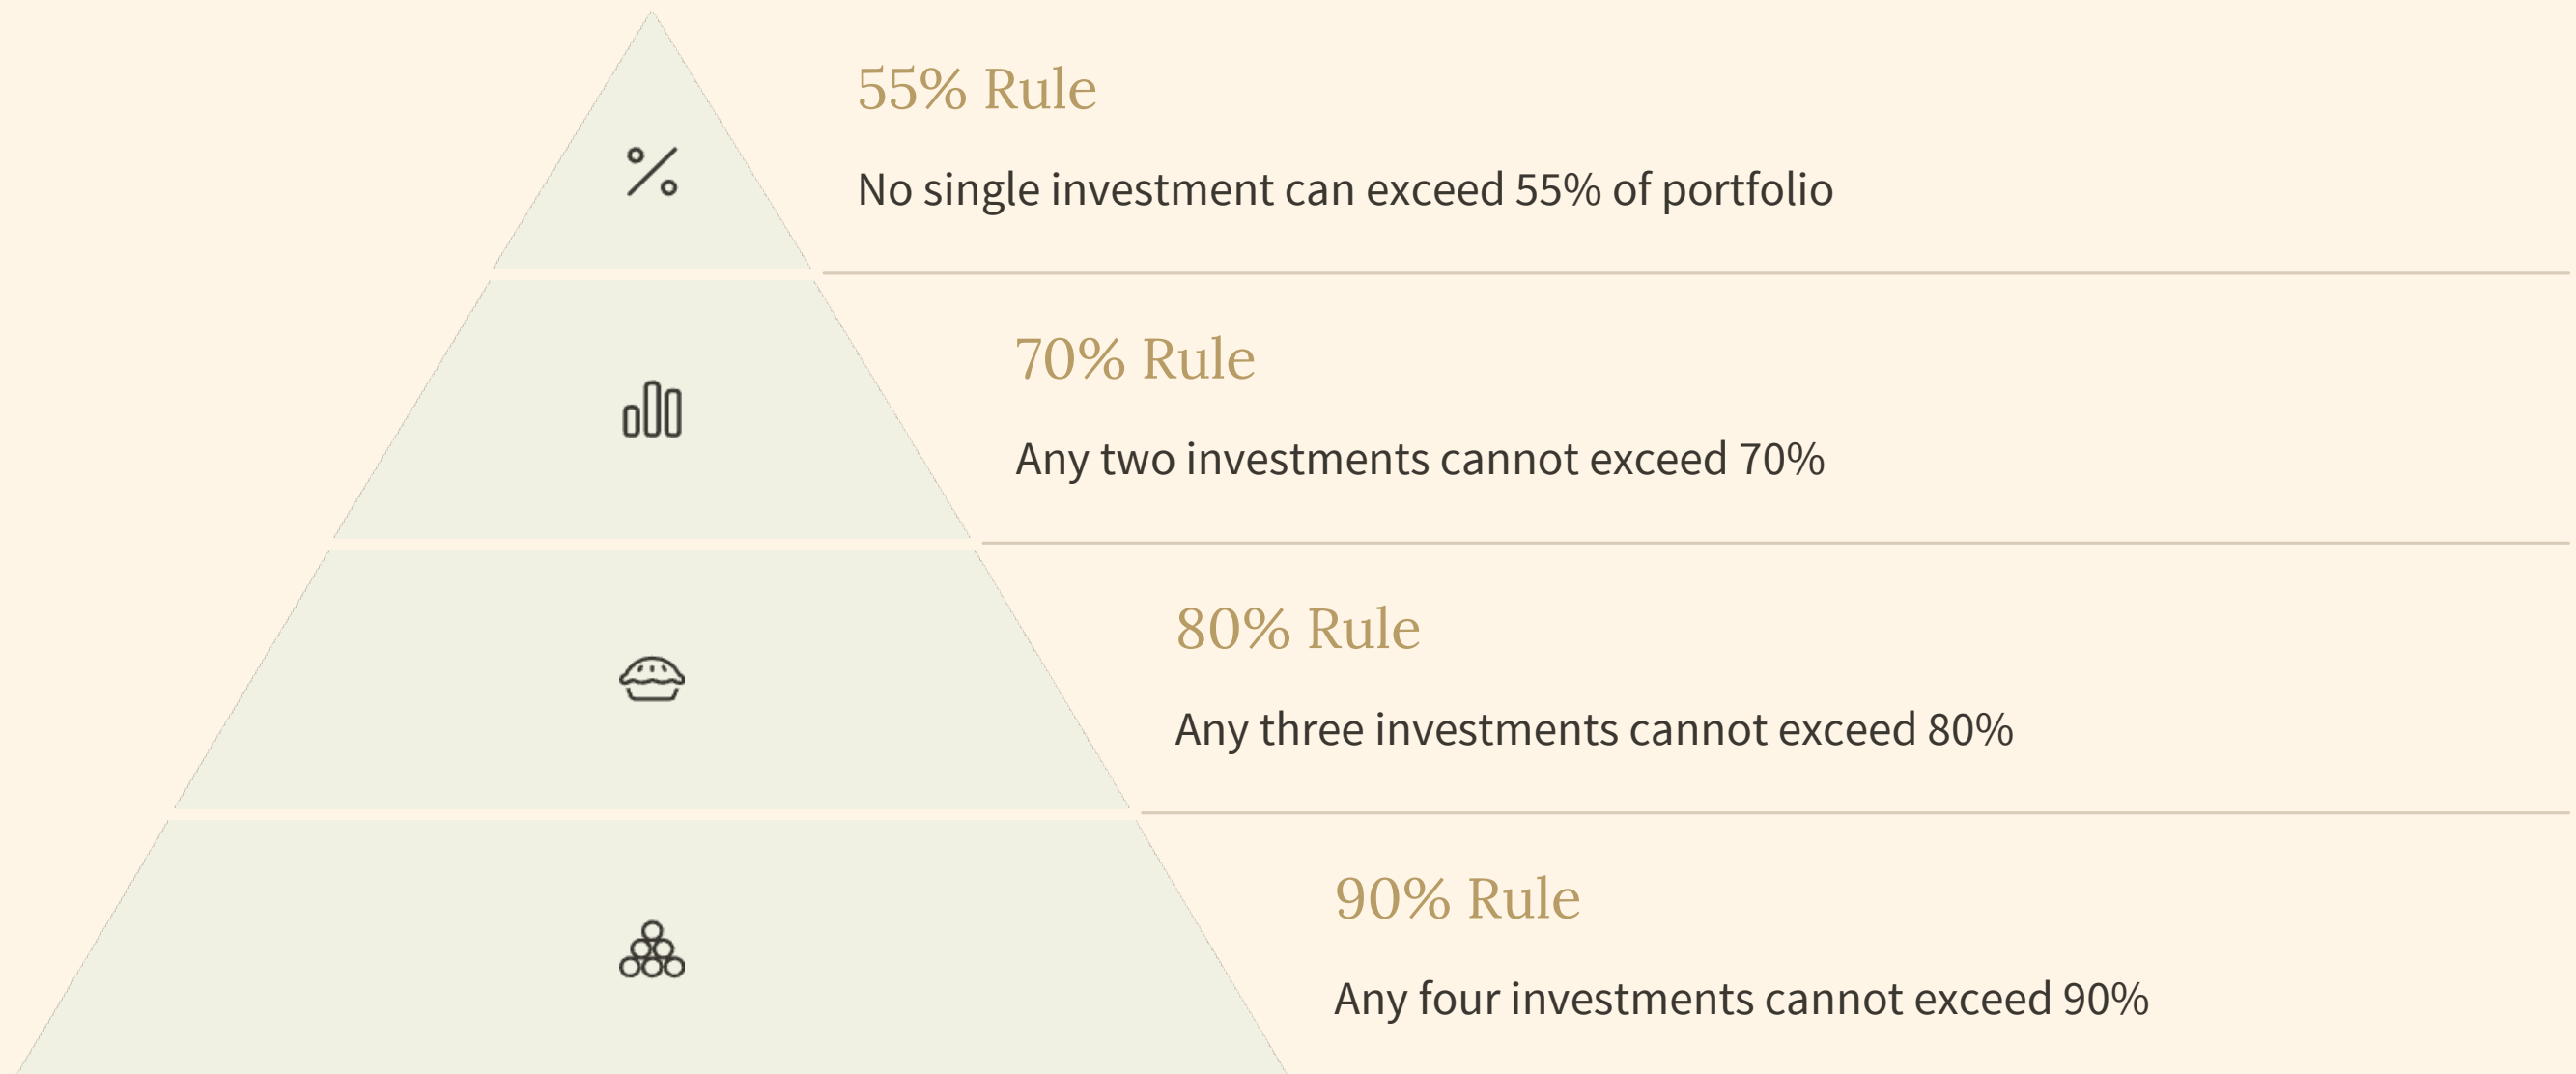 55% Rule
No single investment can exceed 55% of portfolio
70% Rule
Any two investments cannot exceed 70%
80% Rule
Any three investments cannot exceed 80%
90% Rule
Any four investments cannot exceed 90%